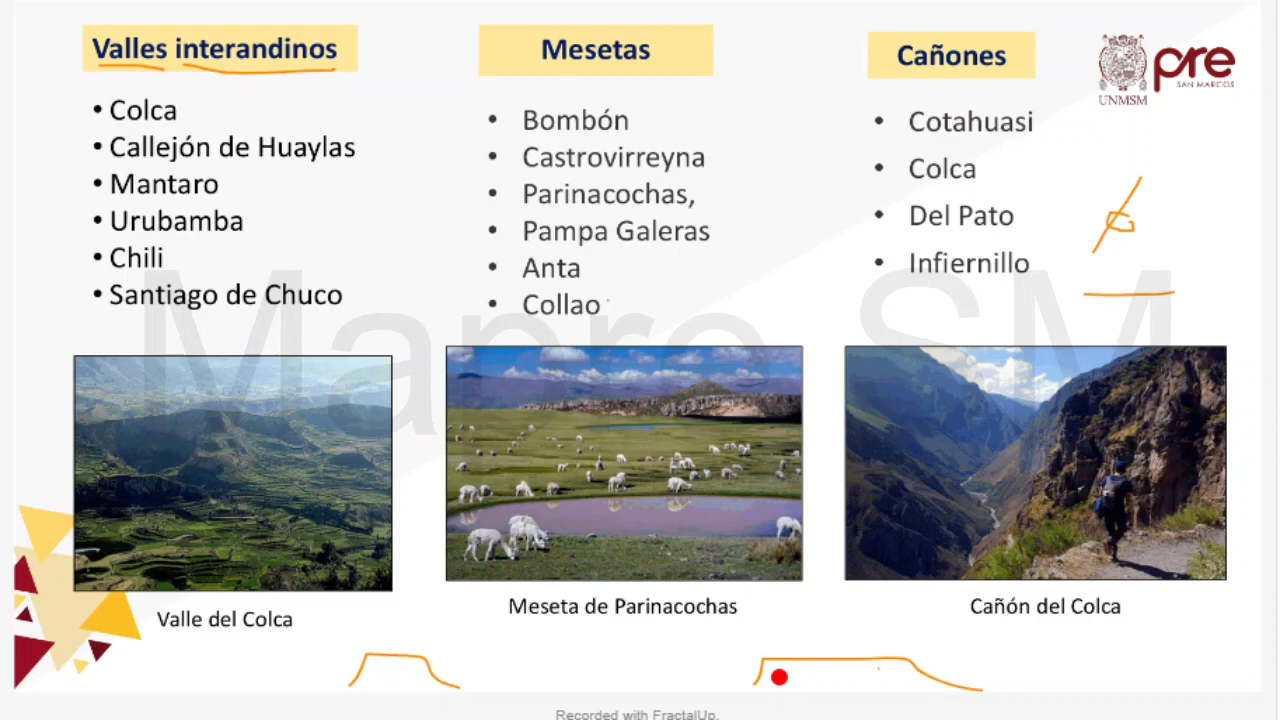 Valles interandinos
• Colca
• Callejón de Huaylas
• Mantaro
• Urubamba
• Chili
• Santiago de Chuco
Valle del Colca
Mesetas
• Bombón
• Castrovirreyna
• Parinacochas,
• Pampa Galeras
• Anta
• Collao
Meseta de Parinacochas
Cañones
• Cotahuasi
• Colca
• Del Pato
• Infiernillo
Cañón del Colca
UNMSM
pre
SAN MARCOS
Recorded with FractalUp.